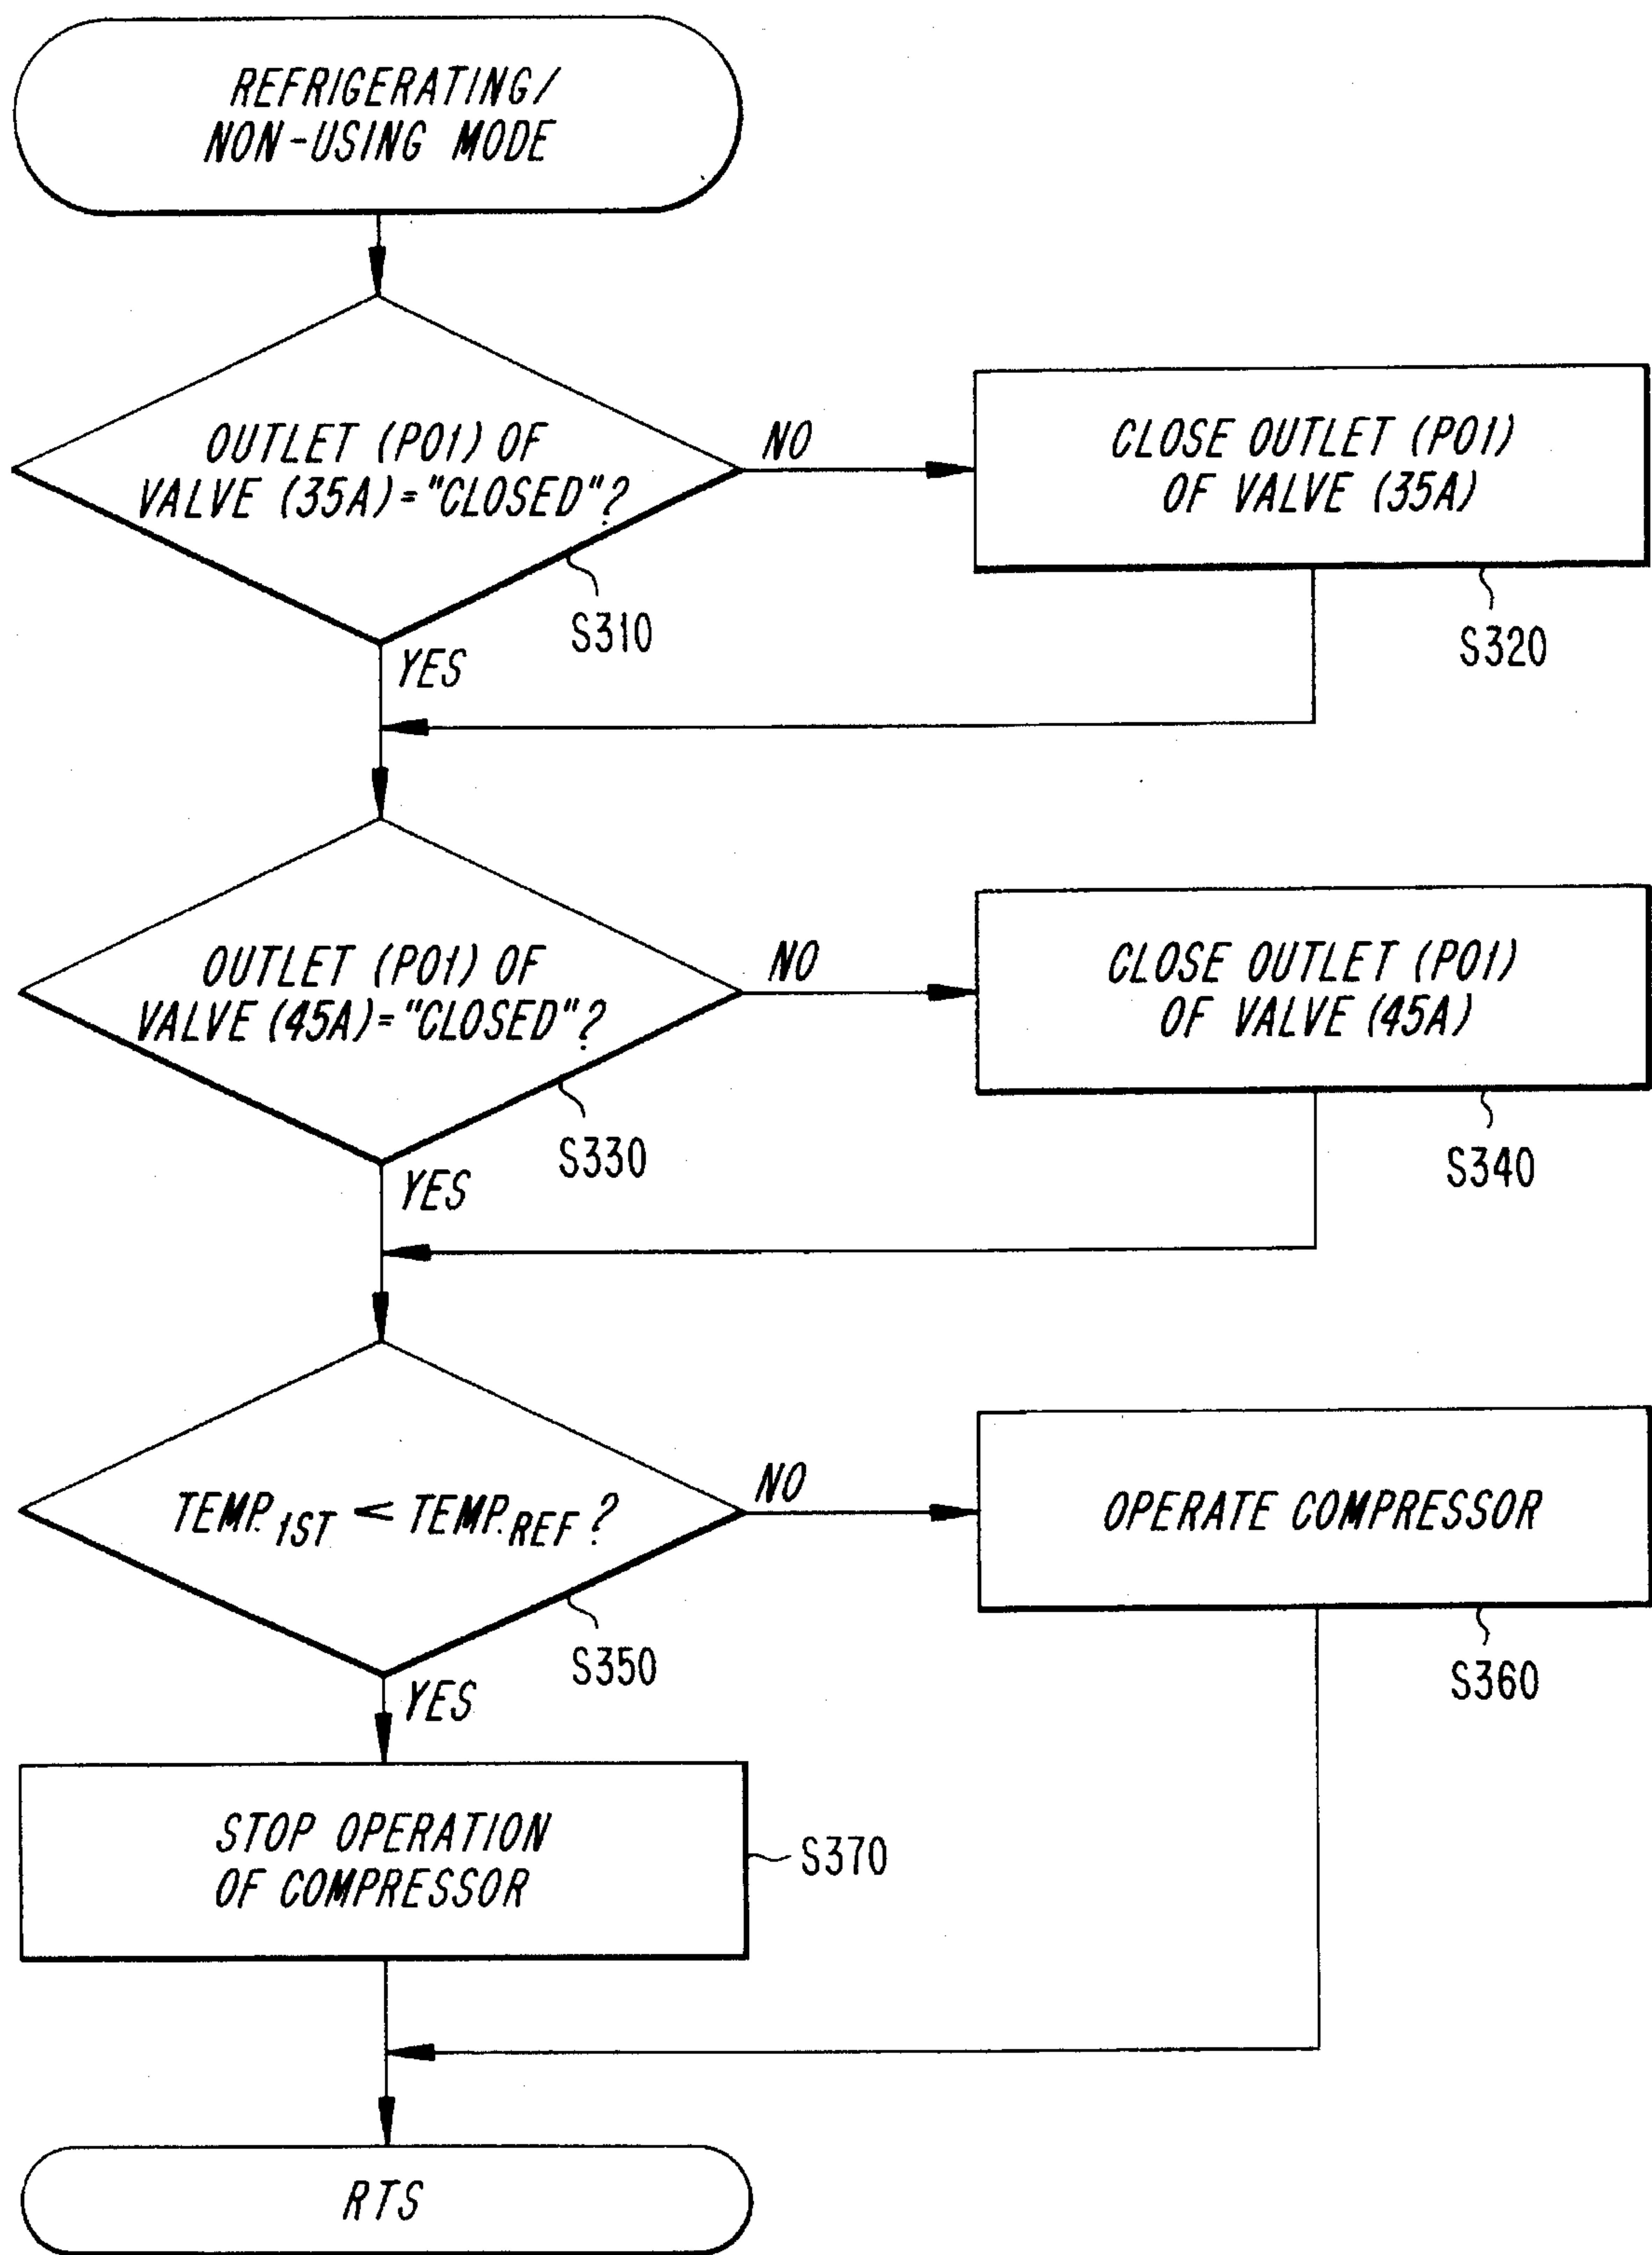 REFRIGERATING/
NON-USING MODE
OUTLET (P01) OF
VALVE (35A)="CLOSED"?
NO
CLOSE OUTLET (P01)
OF VALVE (35A)
S310
S320
YES
OUTLET (P01) OF
VALVE (45A)="CLOSED"?
NO
CLOSE OUTLET (P01)
OF VALVE (45A)
S330
S340
YES
TEMP.1ST < TEMP.REF ?
NO
OPERATE COMPRESSOR
S350
S360
YES
STOP OPERATION
OF COMPRESSOR
S370
RTS